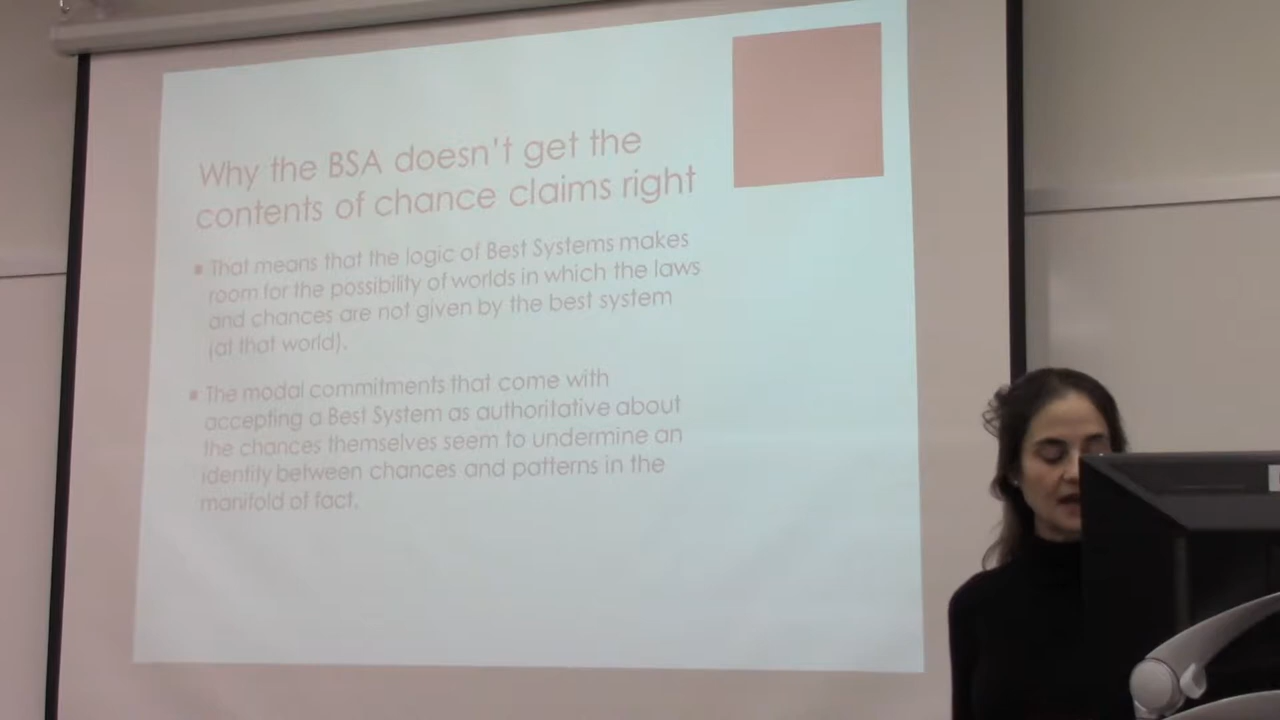 Why the BSA doesn't get the
contents of chance claims right
That means that the logic of Best Systems makes
room for the possibility of worlds in which the laws
and chances are not given by the best system
(at that world).
The modal commitments that come with
accepting a Best System as authoritative about
the chances themselves seem to undermine an
identity between chances and patterns in the
manifold of fact.